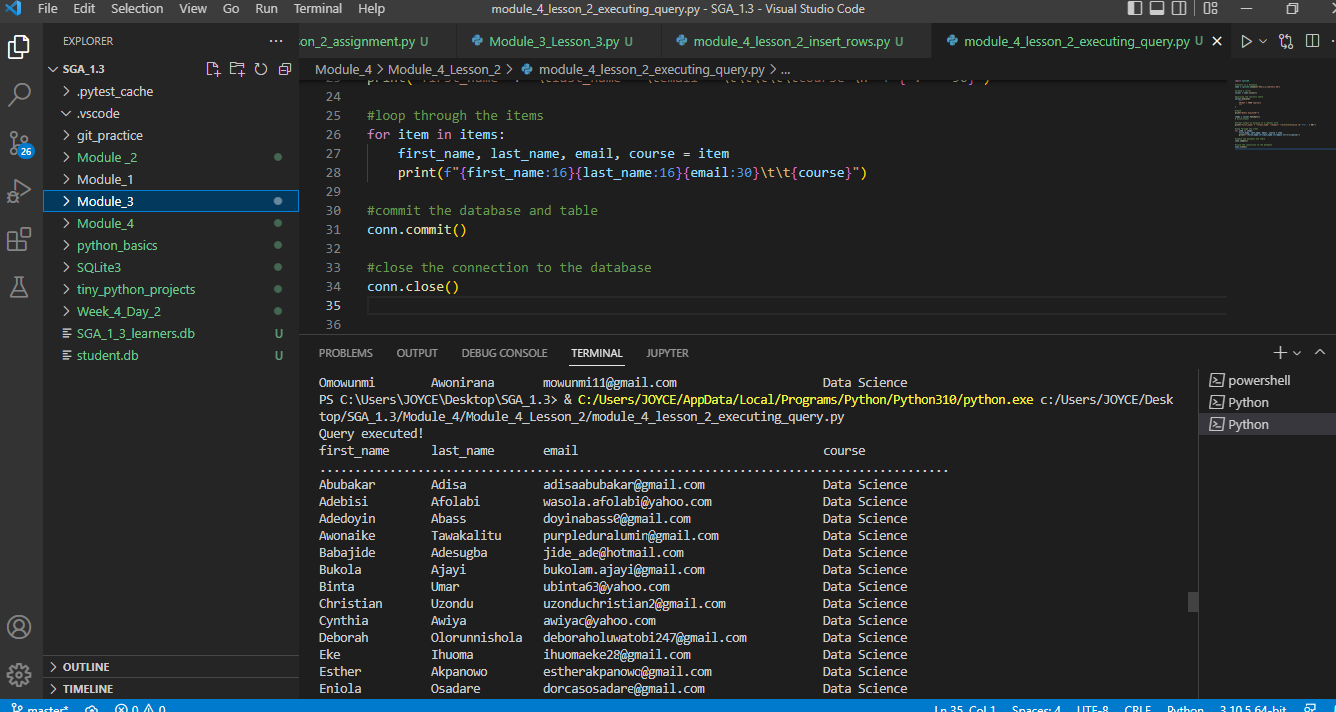 File Edit Selection View Go Run Terminal Help module_4_lesson_2_executing_query.py - SGA_1.3 - Visual Studio Code
EXPLORER ...
on_2_assignment.py U Module_3_Lesson_3.py U module_4_lesson_2_insert_rows.py U module_4_lesson_2_executing_query.py U
SGA_1.3
Module_4 > Module_4_Lesson_2 > module_4_lesson_2_executing_query.py > ...
.pytest_cache
.vscode
git_practice
Module _2
Module_1
Module_3
Module_4
python_basics
SQLite3
tiny_python_projects
Week_4_Day_2
SGA_1_3_learners.db U
student.db U
OUTLINE
TIMELINE
26
24
25 #loop through the items
26 for item in items:
27 first_name, last_name, email, course = item
28 print(f"{first_name:16}{last_name:16}{email:30}\t\t{course}")
29
30 #commit the database and table
31 conn.commit()
32
33 #close the connection to the database
34 conn.close()
35
36
PROBLEMS OUTPUT DEBUG CONSOLE TERMINAL JUPYTER
Omowunmi Awonirana mowunmi11@gmail.com Data Science
PS C:\Users\JOYCE\Desktop\SGA_1.3> & C:/Users/JOYCE/AppData/Local/Programs/Python/Python310/python.exe c:/Users/JOYCE/Desk
top/SGA_1.3/Module_4/Module_4_Lesson_2/module_4_lesson_2_executing_query.py
Query executed!
first_name last_name email course
..........................................................................................
Abubakar Adisa adisaabubakar@gmail.com Data Science
Adebisi Afolabi wasola.afolabi@yahoo.com Data Science
Adedoyin Abass doyinabass0@gmail.com Data Science
Awonaike Tawakalitu purpleduralumin@gmail.com Data Science
Babajide Adesugba jide_ade@hotmail.com Data Science
Bukola Ajayi bukolam.ajayi@gmail.com Data Science
Binta Umar ubinta63@yahoo.com Data Science
Christian Uzondu uzonduchristian2@gmail.com Data Science
Cynthia Awiya awiyac@yahoo.com Data Science
Deborah Olorunnishola deboraholuwatobi247@gmail.com Data Science
Eke Ihuoma ihuomaeke28@gmail.com Data Science
Esther Akpanowo estherakpanowo@gmail.com Data Science
Eniola Osadare dorcasosadare@gmail.com Data Science
powershell
Python
Python
master* 0 0 Ln 35, Col 1 Spaces: 4 UTF-8 CRLF Python 3.10.5 64-bit